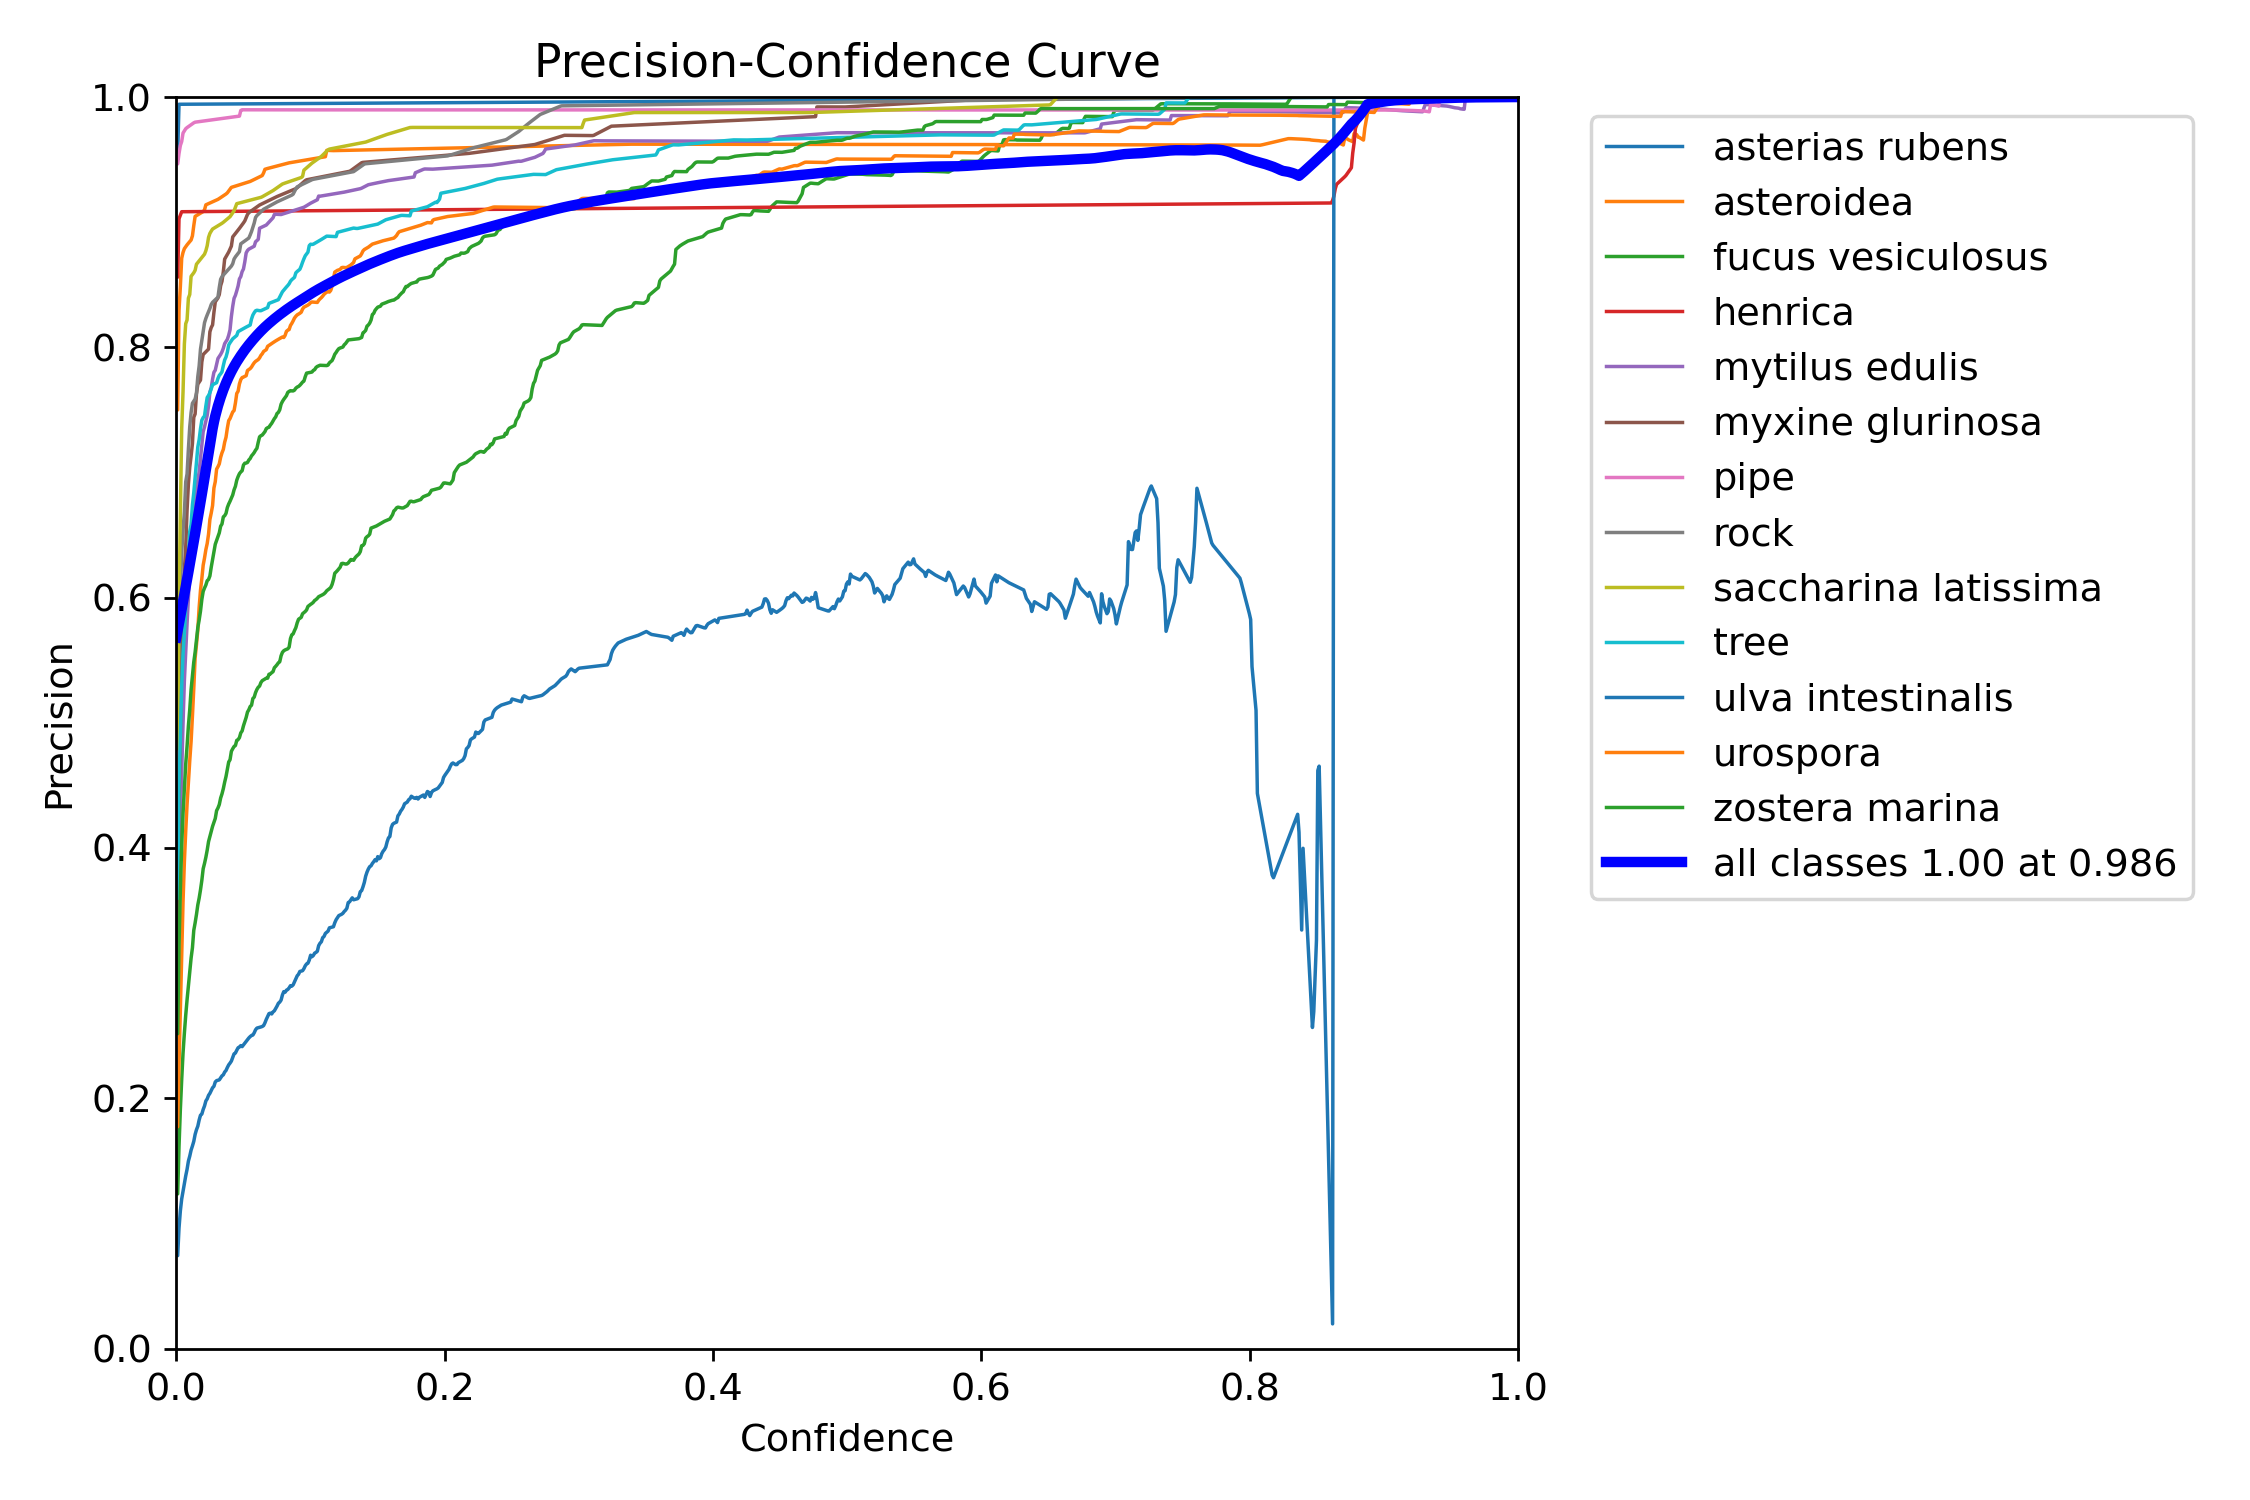 Precision-Confidence Curve
1.0
0.8
0.6
0.4
0.2
0.0
Precision
0.0 0.2 0.4 0.6 0.8 1.0
Confidence
asterias rubens
asteroidea
fucus vesiculosus
henrica
mytilus edulis
myxine glurinosa
pipe
rock
saccharina latissima
tree
ulva intestinalis
urospora
zostera marina
all classes 1.00 at 0.986